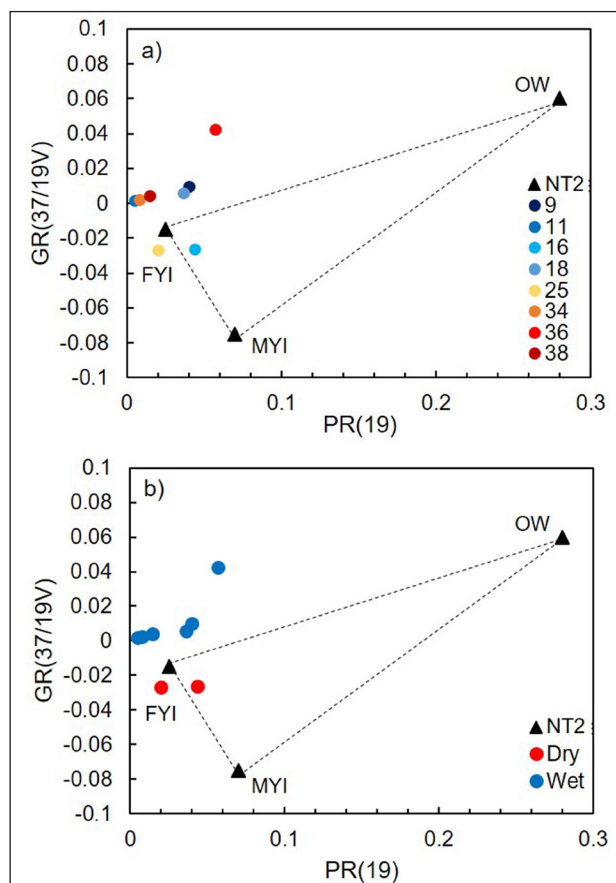 a)
0.1
0.08
0.06
0.04
0.02
0
-0.02
-0.04
-0.06
-0.08
-0.1
GR(37/19V)
OW
FYI
MYI
NT2
9
11
16
18
25
34
36
38
0 0.1 0.2 0.3
PR(19)
b)
0.1
0.08
0.06
0.04
0.02
0
-0.02
-0.04
-0.06
-0.08
-0.1
GR(37/19V)
OW
FYI
MYI
NT2
Dry
Wet
0 0.1 0.2 0.3
PR(19)